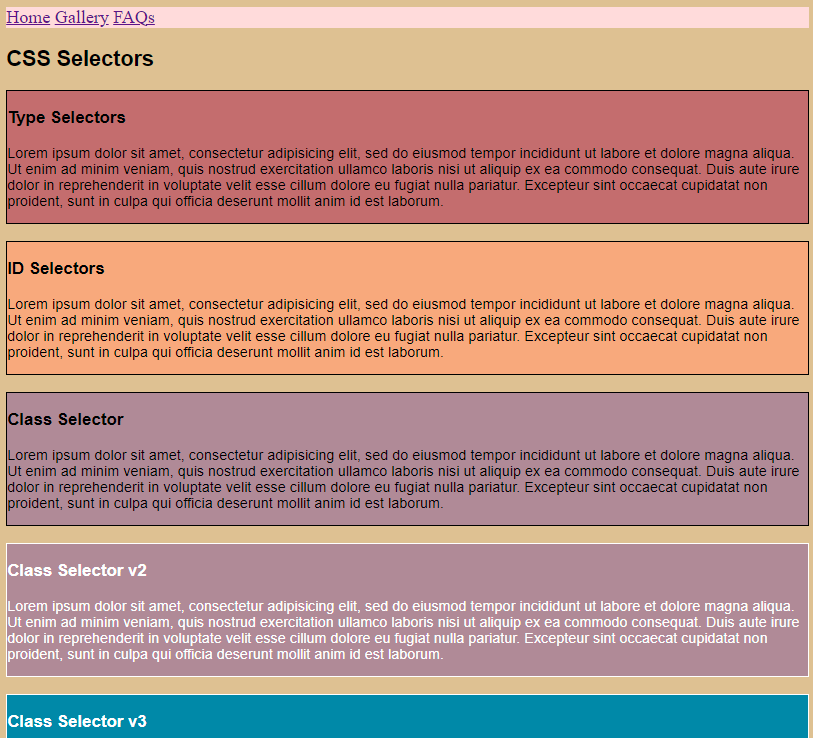 Home Gallery FAQs
CSS Selectors
Type Selectors
Lorem ipsum dolor sit amet, consectetur adipisicing elit, sed do eiusmod tempor incididunt ut labore et dolore magna aliqua.
Ut enim ad minim veniam, quis nostrud exercitation ullamco laboris nisi ut aliquip ex ea commodo consequat. Duis aute irure
dolor in reprehenderit in voluptate velit esse cillum dolore eu fugiat nulla pariatur. Excepteur sint occaecat cupidatat non
proident, sunt in culpa qui officia deserunt mollit anim id est laborum.
ID Selectors
Lorem ipsum dolor sit amet, consectetur adipisicing elit, sed do eiusmod tempor incididunt ut labore et dolore magna aliqua.
Ut enim ad minim veniam, quis nostrud exercitation ullamco laboris nisi ut aliquip ex ea commodo consequat. Duis aute irure
dolor in reprehenderit in voluptate velit esse cillum dolore eu fugiat nulla pariatur. Excepteur sint occaecat cupidatat non
proident, sunt in culpa qui officia deserunt mollit anim id est laborum.
Class Selector
Lorem ipsum dolor sit amet, consectetur adipisicing elit, sed do eiusmod tempor incididunt ut labore et dolore magna aliqua.
Ut enim ad minim veniam, quis nostrud exercitation ullamco laboris nisi ut aliquip ex ea commodo consequat. Duis aute irure
dolor in reprehenderit in voluptate velit esse cillum dolore eu fugiat nulla pariatur. Excepteur sint occaecat cupidatat non
proident, sunt in culpa qui officia deserunt mollit anim id est laborum.
Class Selector v2
Lorem ipsum dolor sit amet, consectetur adipisicing elit, sed do eiusmod tempor incididunt ut labore et dolore magna aliqua.
Ut enim ad minim veniam, quis nostrud exercitation ullamco laboris nisi ut aliquip ex ea commodo consequat. Duis aute irure
dolor in reprehenderit in voluptate velit esse cillum dolore eu fugiat nulla pariatur. Excepteur sint occaecat cupidatat non
proident, sunt in culpa qui officia deserunt mollit anim id est laborum.
Class Selector v3